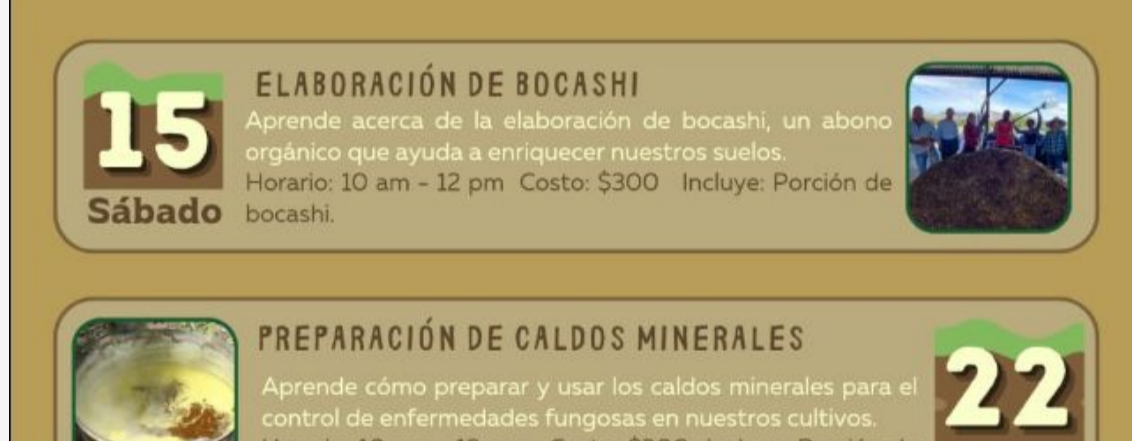 15
Sábado
ELABORACIÓN DE BOCASHI
Aprende acerca de la elaboración de bocashi, un abono
orgánico que ayuda a enriquecer nuestros suelos.
Horario: 10 am - 12 pm Costo: $300 Incluye: Porción de
bocashi.
PREPARACIÓN DE CALDOS MINERALES
22
Aprende cómo preparar y usar los caldos minerales para el
control de enfermedades fungosas en nuestros cultivos.